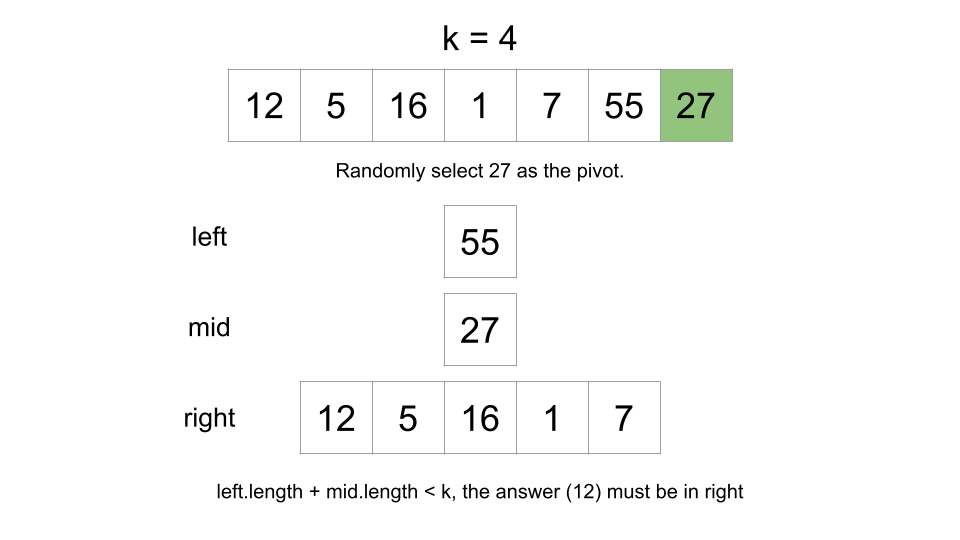 k = 4
12 5 16 1 7 55 27
Randomly select 27 as the pivot.
left 55
mid 27
right 12 5 16 1 7
left.length + mid.length < k, the answer (12) must be in right